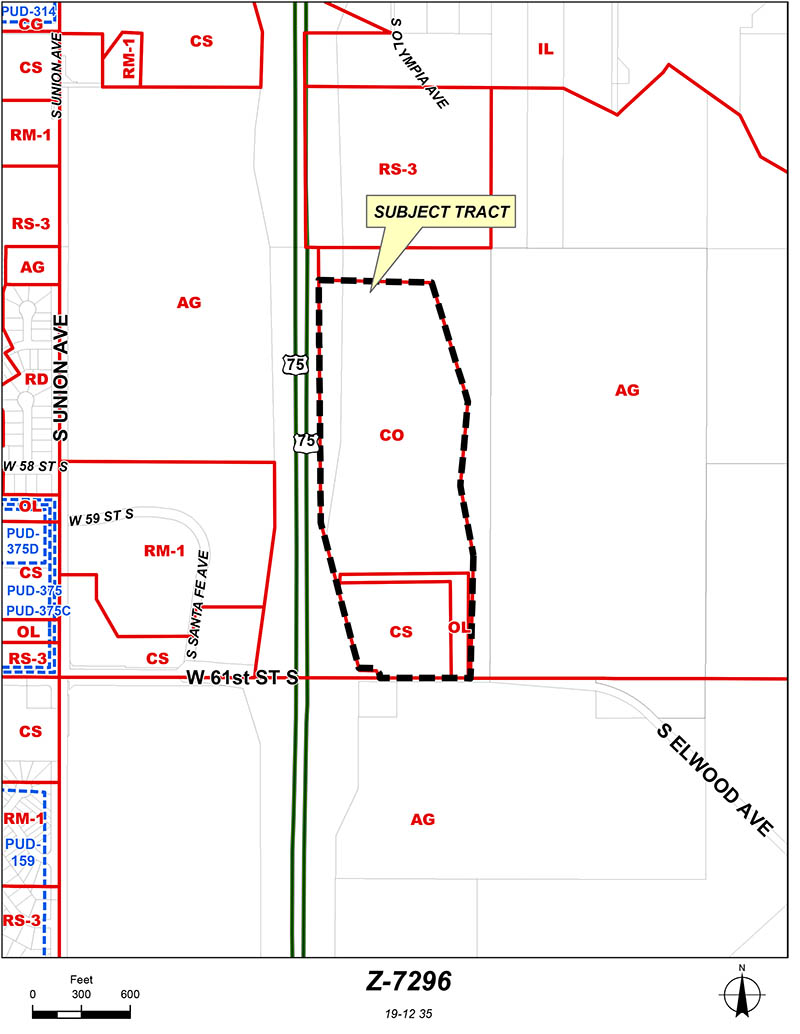 PUD-314
CG
CS
RM-1
CS
IL
S UNION AVE
S OLYMPIA AVE
RM-1
RS-3
SUBJECT TRACT
RS-3
AG
AG
75
S UNION AVE
RD
AG
CO
75
W 58 ST S
OL
W 59 ST S
PUD-
375D
RM-1
CS
PUD-375
PUD-375C
S SANTA FE AVE
OL
CS
OL
RS-3
CS
W 61st ST S
CS
S ELWOOD AVE
RM-1
AG
PUD-
159
RS-3
Feet
0 300 600
Z-7296
19-12 35
N